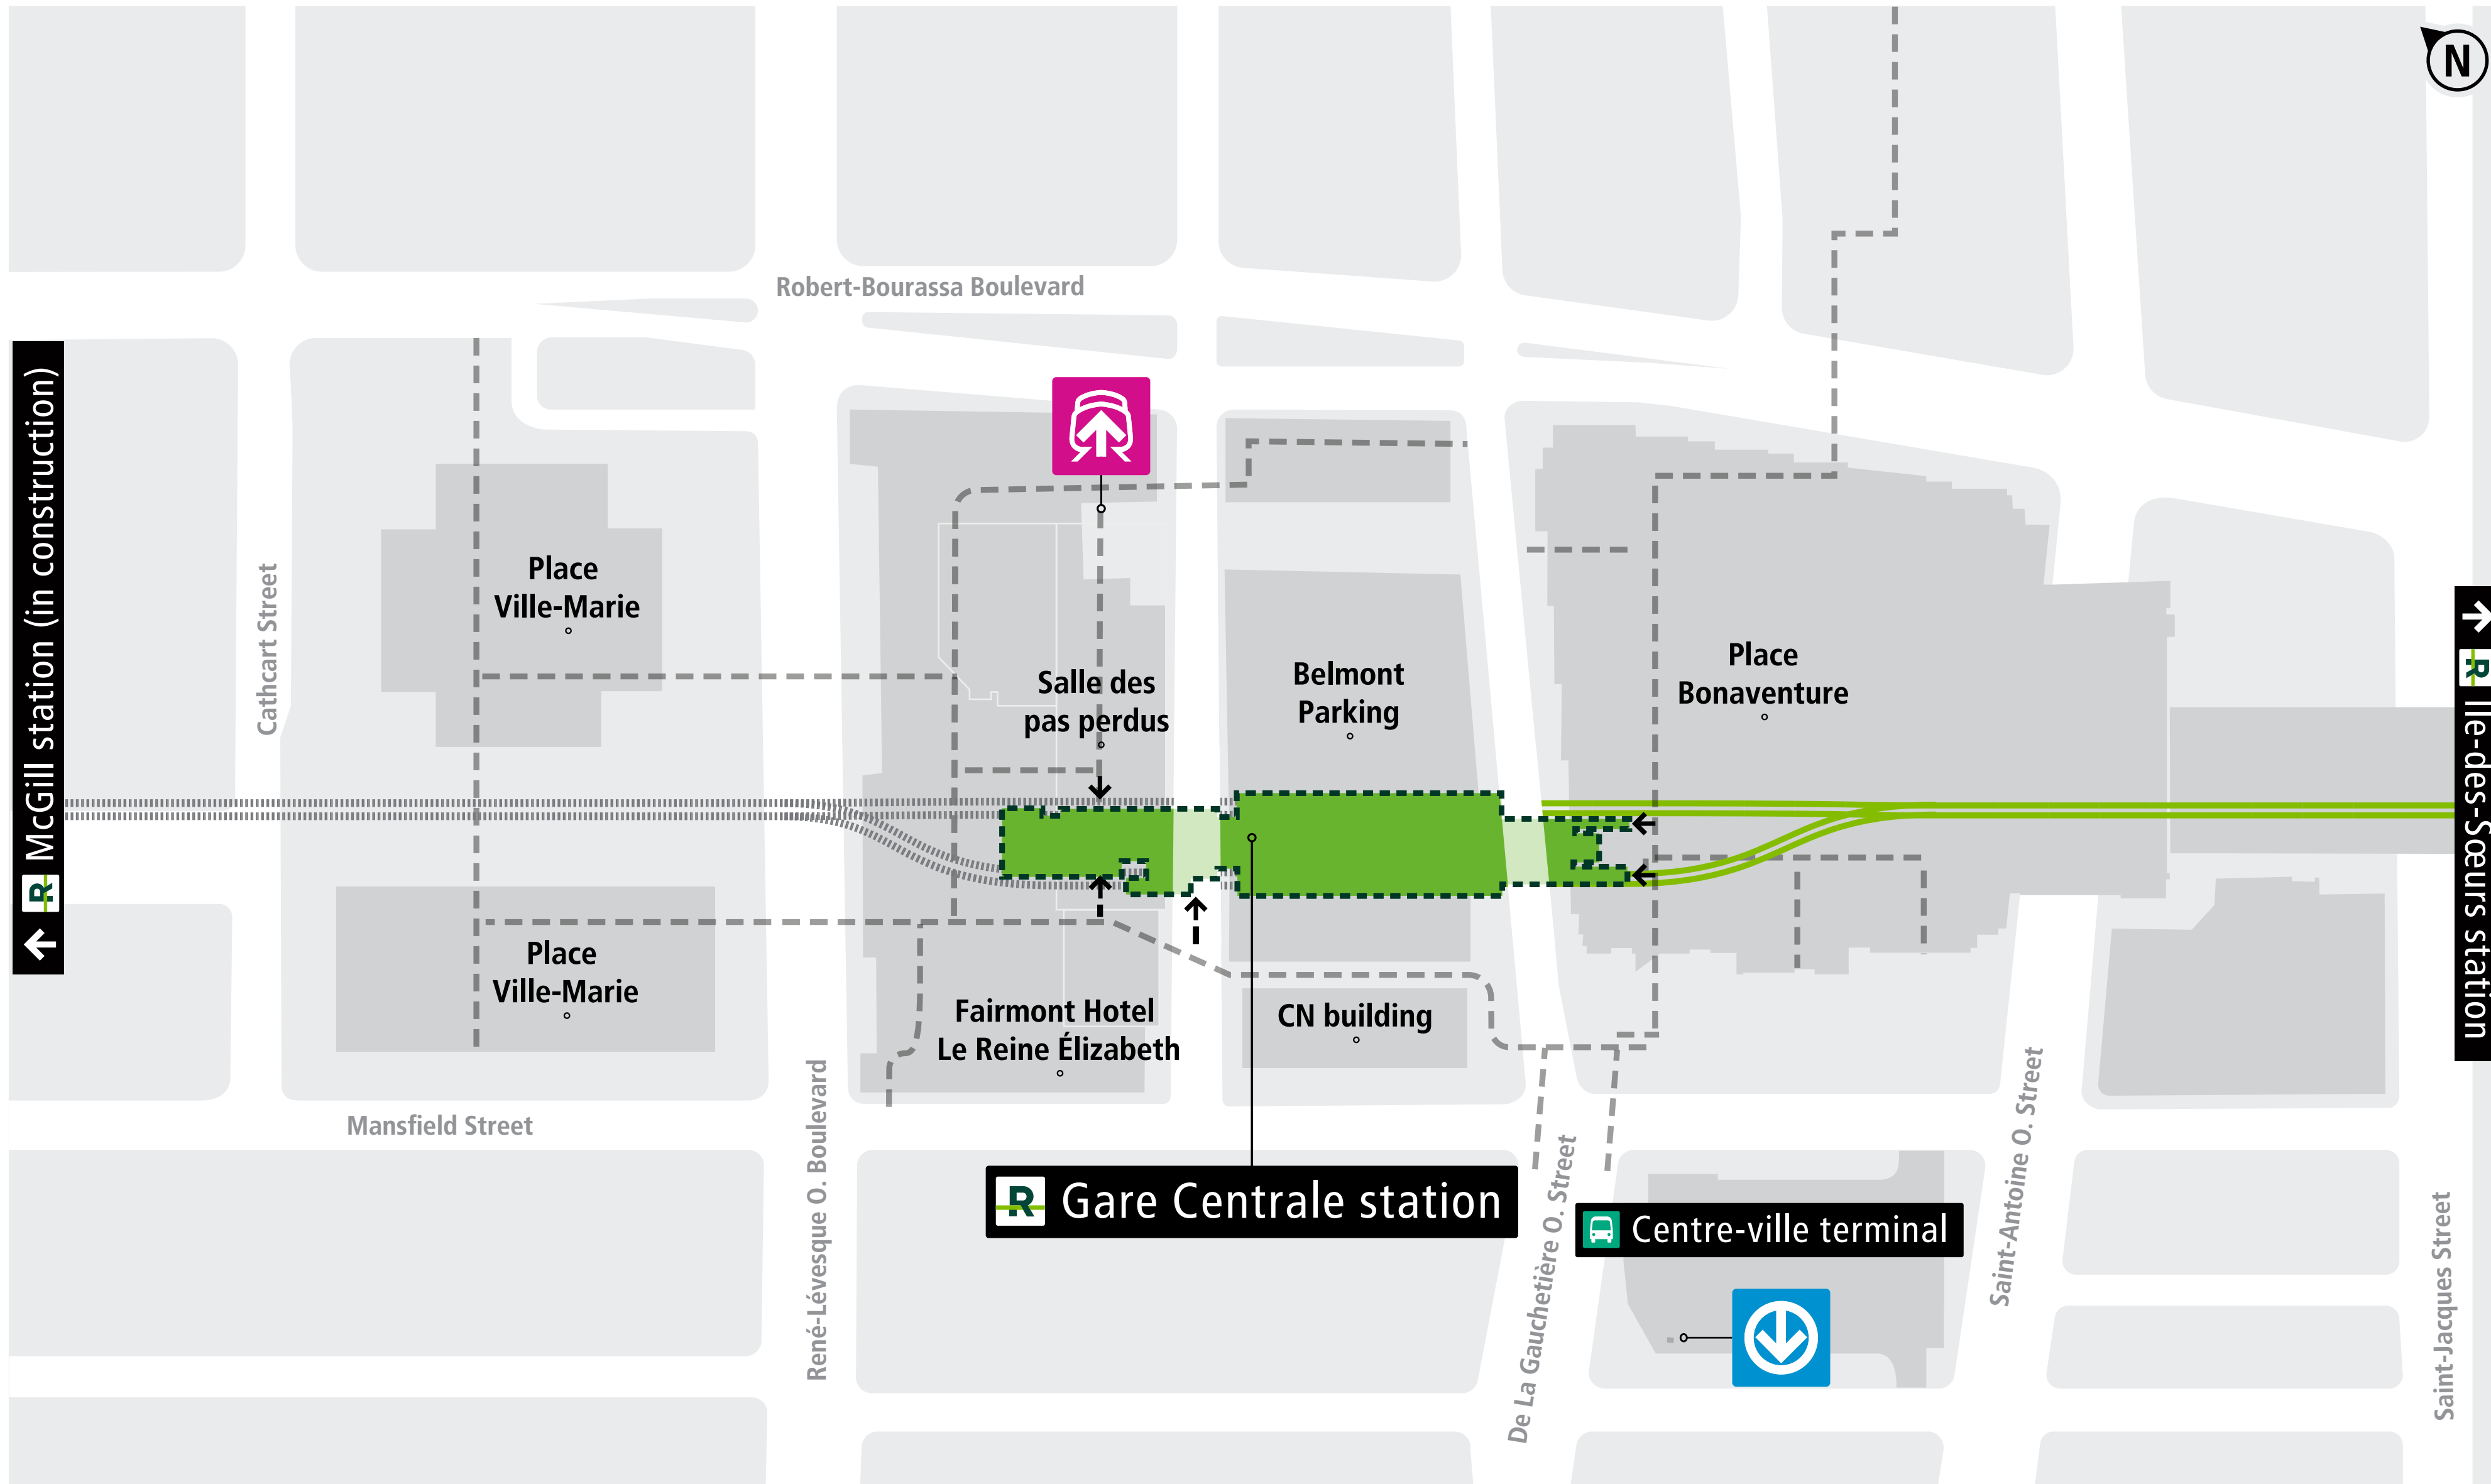 N
Robert-Bourassa Boulevard
McGill station (in construction)
R
Cathcart Street
Place
Ville-Marie
Salle des
pas perdus
Belmont
Parking
Place
Bonaventure
R
Ile-des-Sœurs station
Place
Ville-Marie
Fairmont Hotel
Le Reine Élizabeth
CN building
Mansfield Street
René-Lévesque O. Boulevard
R Gare Centrale station
De La Gauchetière O. Street
Centre-ville terminal
Saint-Antoine O. Street
Saint-Jacques Street